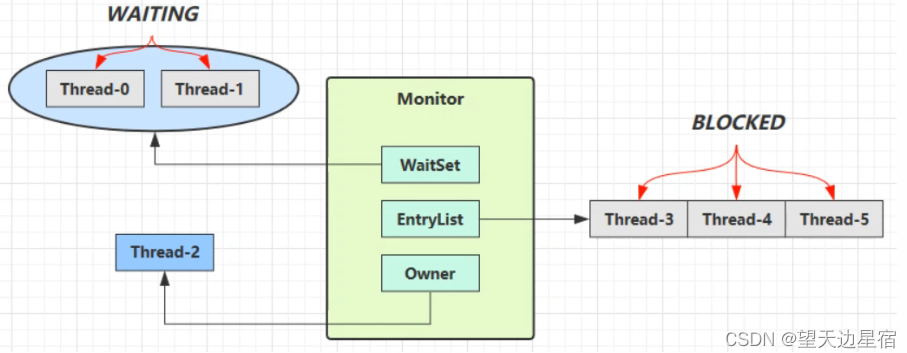 WAITING
Thread-0
Thread-1
Monitor
BLOCKED
WaitSet
EntryList
Thread-3
Thread-4
Thread-5
Thread-2
Owner
CSDN @望天边星宿